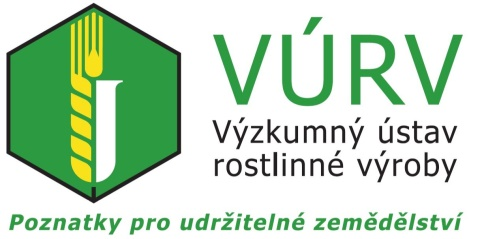 VÚRV
Výzkumný ústav
rostlinné výroby
Poznatky pro udržitelné zemědělství